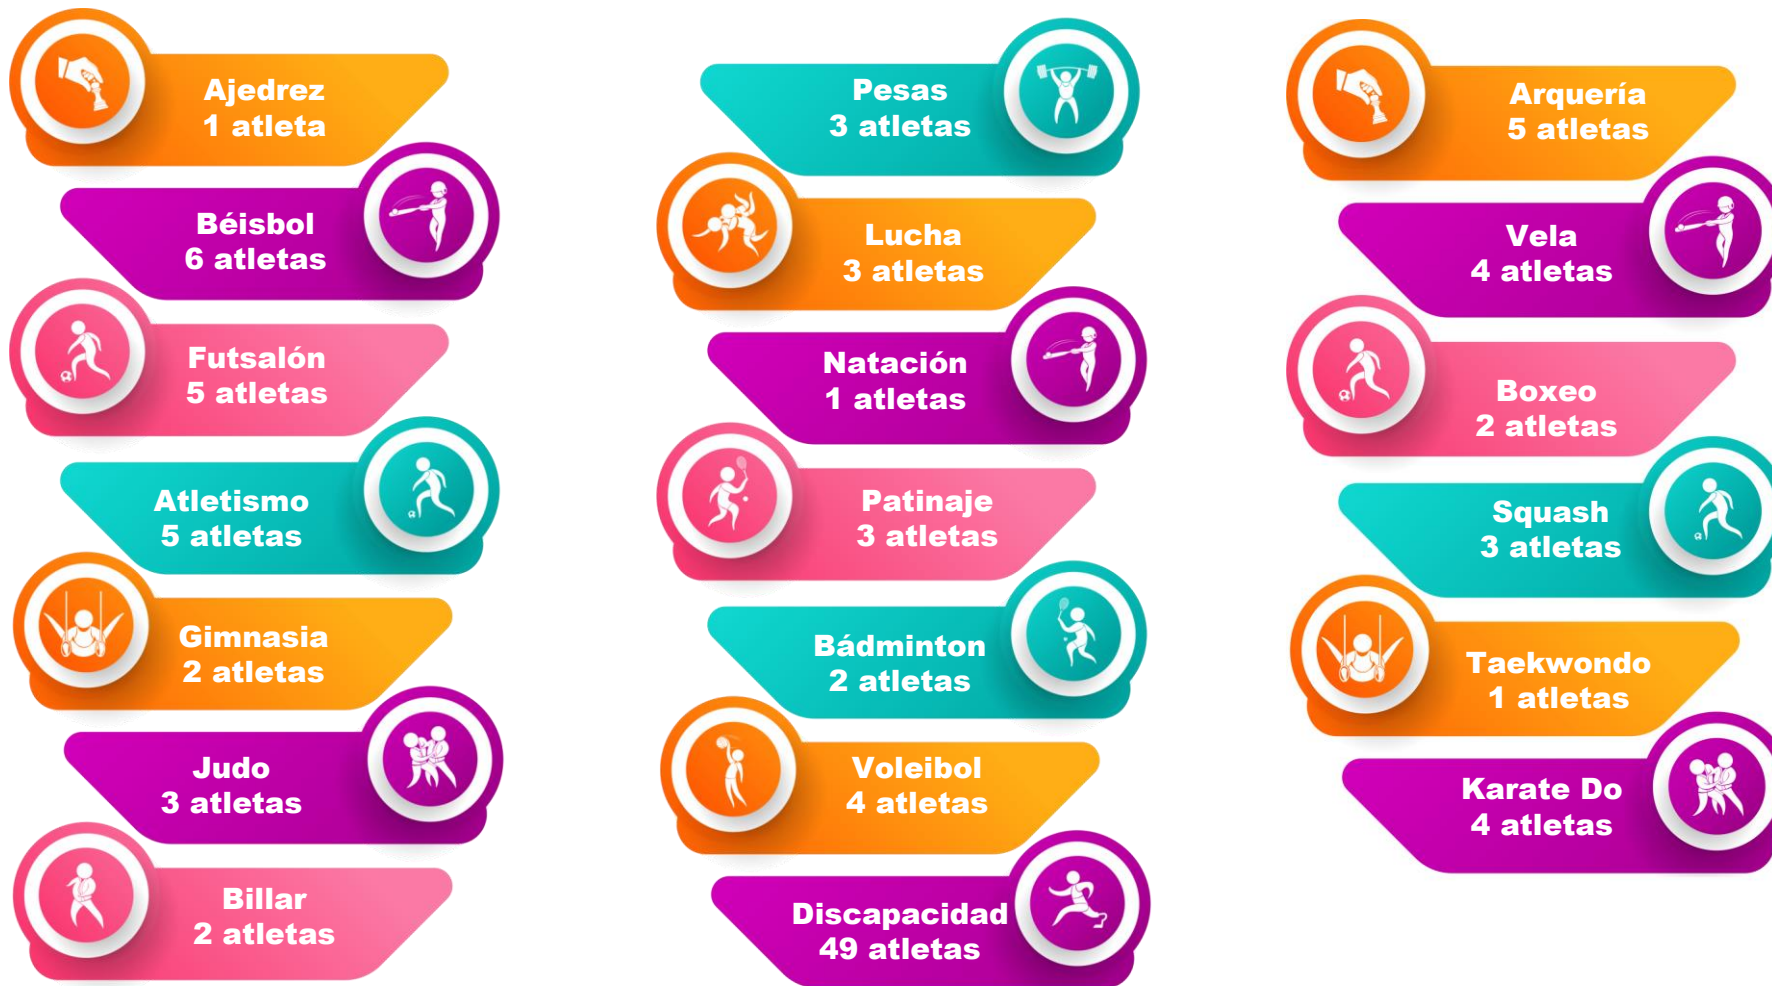 Ajedrez
1 atleta
Béisbol
6 atletas
Futsalón
5 atletas
Atletismo
5 atletas
Gimnasia
2 atletas
Judo
3 atletas
Billar
2 atletas
Pesas
3 atletas
Lucha
3 atletas
Natación
1 atletas
Patinaje
3 atletas
Bádminton
2 atletas
Voleibol
4 atletas
Discapacidad
49 atletas
Arquería
5 atletas
Vela
4 atletas
Boxeo
2 atletas
Squash
3 atletas
Taekwondo
1 atletas
Karate Do
4 atletas